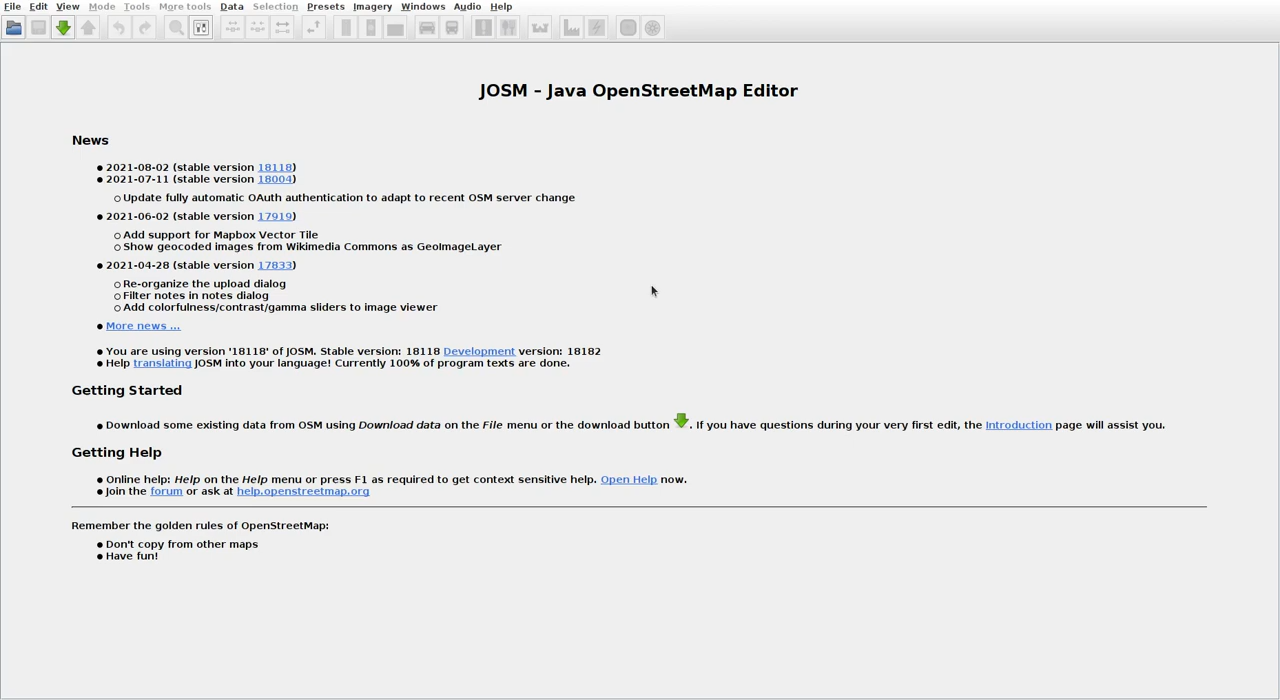 File Edit View Mode Tools More tools Data Selection Presets Imagery Windows Audio Help
JOSM – Java OpenStreetMap Editor
News
2021-08-02 (stable version 18118)
2021-07-11 (stable version 18004)
Update fully automatic OAuth authentication to adapt to recent OSM server change
2021-06-02 (stable version 17919)
Add support for Mapbox Vector Tile
Show geocoded images from Wikimedia Commons as GeoImageLayer
2021-04-28 (stable version 17833)
Re-organize the upload dialog
Filter notes in notes dialog
Add colorfulness/contrast/gamma sliders to image viewer
More news ...
You are using version '18118' of JOSM. Stable version: 18118 Development version: 18182
Help translating JOSM into your language! Currently 100% of program texts are done.
Getting Started
Download some existing data from OSM using Download data on the File menu or the download button . If you have questions during your very first edit, the Introduction page will assist you.
Getting Help
Online help: Help on the Help menu or press F1 as required to get context sensitive help. Open Help now.
Join the forum or ask at help.openstreetmap.org
Remember the golden rules of OpenStreetMap:
Don't copy from other maps
Have fun!